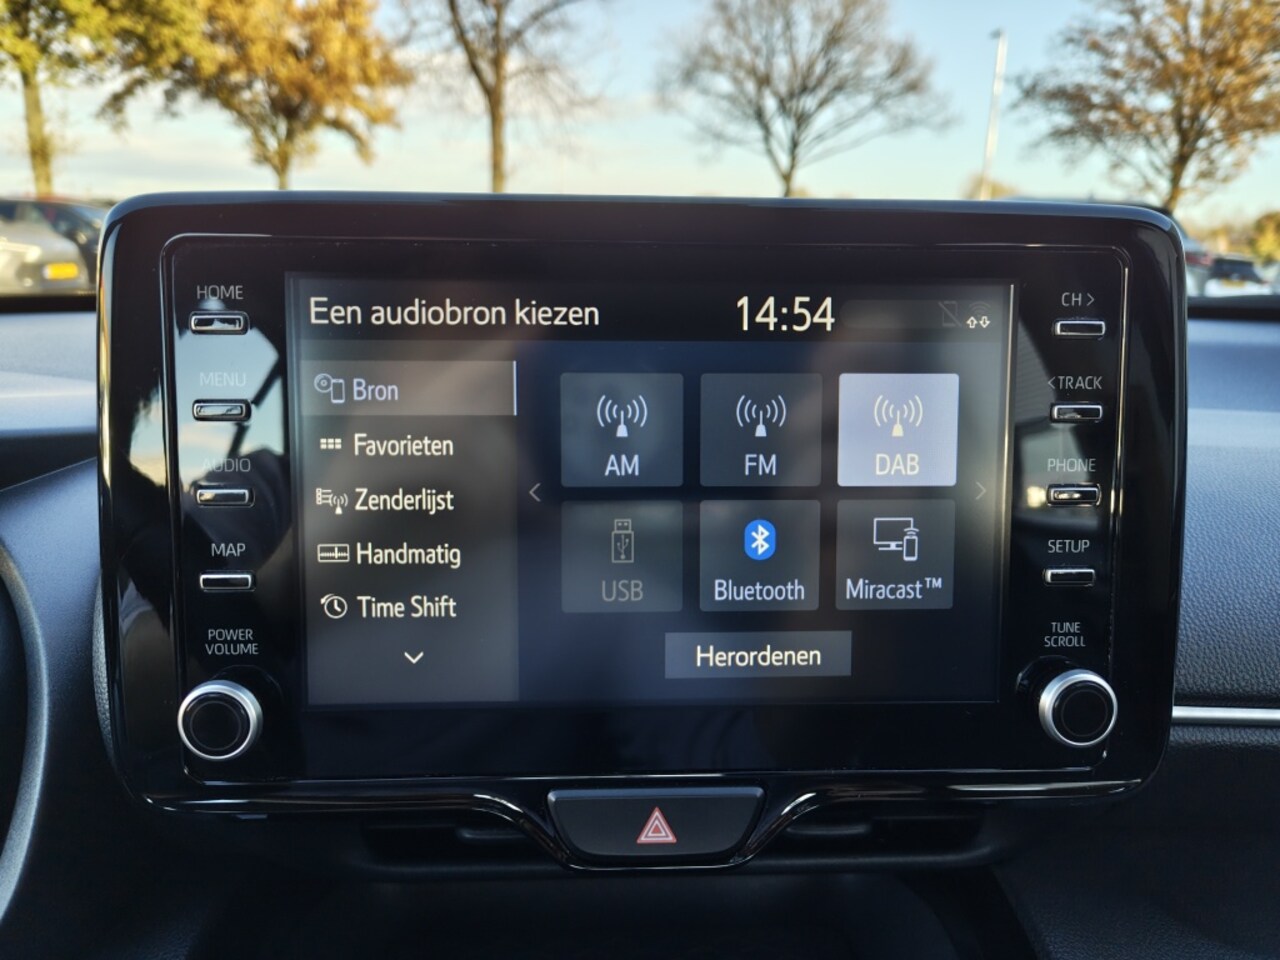 HOME
MENU
AUDIO
MAP
POWER
VOLUME
Een audiobron kiezen
14:54
Bron
Favorieten
Zenderlijst
Handmatig
Time Shift
AM
FM
DAB
USB
Bluetooth
Miracast™
Herordenen
CH >
< TRACK
PHONE
SETUP
TUNE
SCROLL